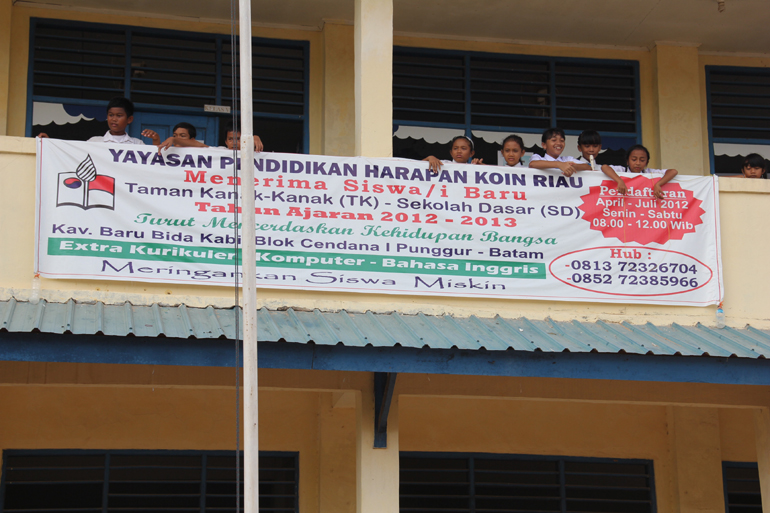 YAYASAN PENDIDIKAN HARAPAN KOIN RIAU
Menerima Siswa/i Baru
Taman Kanak-Kanak (TK) - Sekolah Dasar (SD)
Tahun Ajaran 2012 - 2013
Turut Mencerdaskan Kehidupan Bangsa
Kav. Baru Bida Kabil Blok Cendana I Punggur - Batam
Extra Kurikuler: Komputer - Bahasa Inggris
Meringankan Siswa Miskin
Pendaftaran
April - Juli 2012
Senin - Sabtu
08.00 - 12.00 Wib
Hub :
0813 72326704
0852 72385966